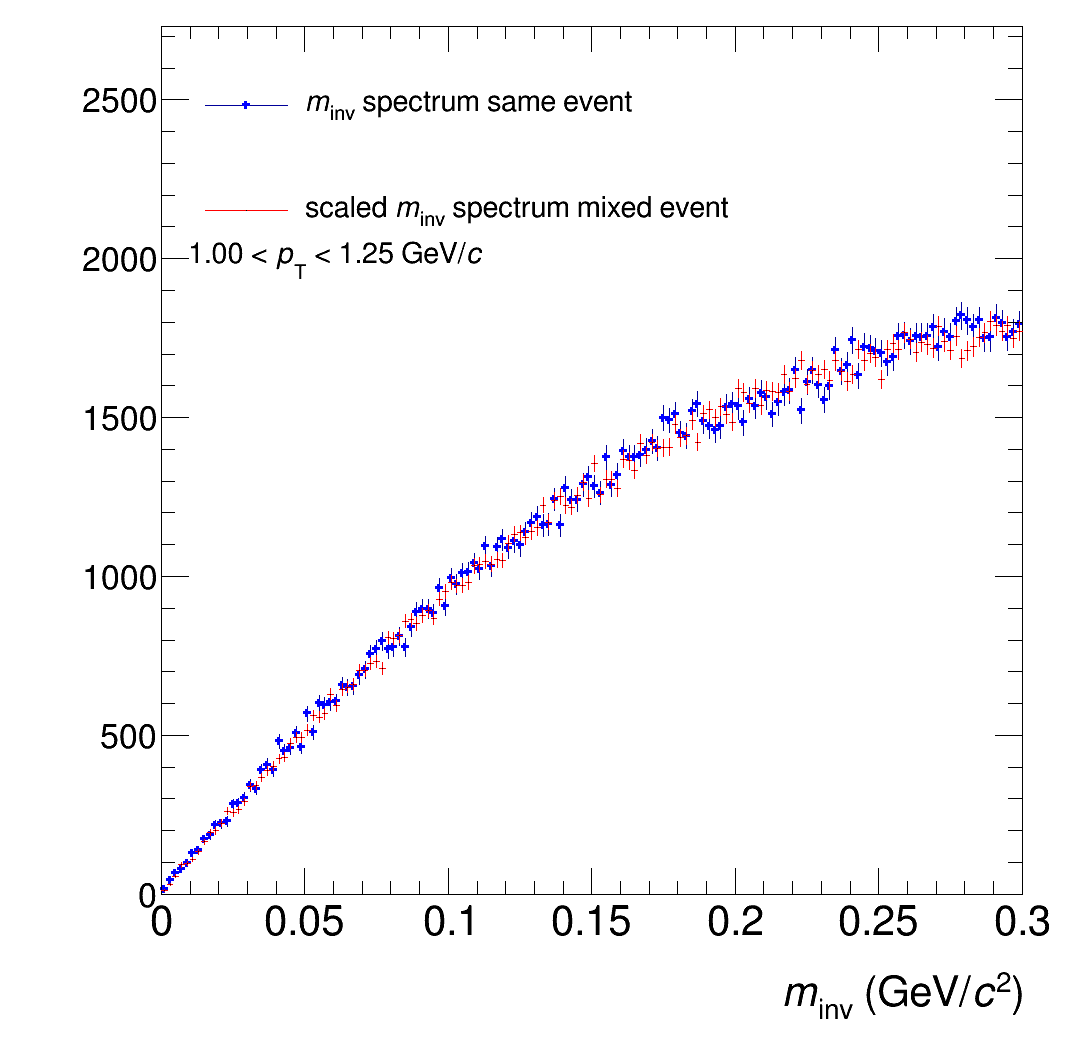 2500
m_inv spectrum same event
scaled m_inv spectrum mixed event
2000
1.00 < p_T < 1.25 GeV/c
1500
1000
500
0
0 0.05 0.1 0.15 0.2 0.25 0.3
m_inv (GeV/c²)